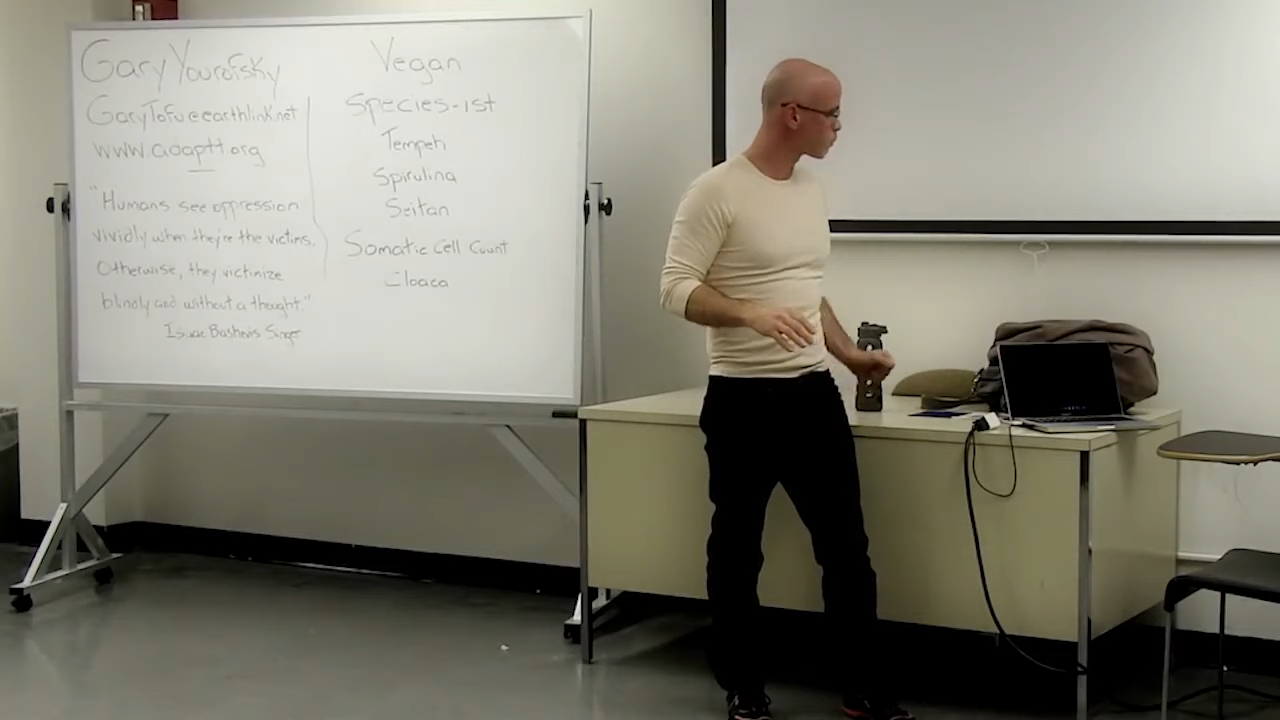 Gary Yourofsky
GaryTofu@earthlink.net
www.adaptt.org
"Humans see oppression
vividly when they're the victims.
Otherwise, they victimize
blindly and without a thought."
Isaac Bashevis Singer
Vegan
Species-ist
Tempeh
Spirulina
Seitan
Somatic Cell Count
Cloaca